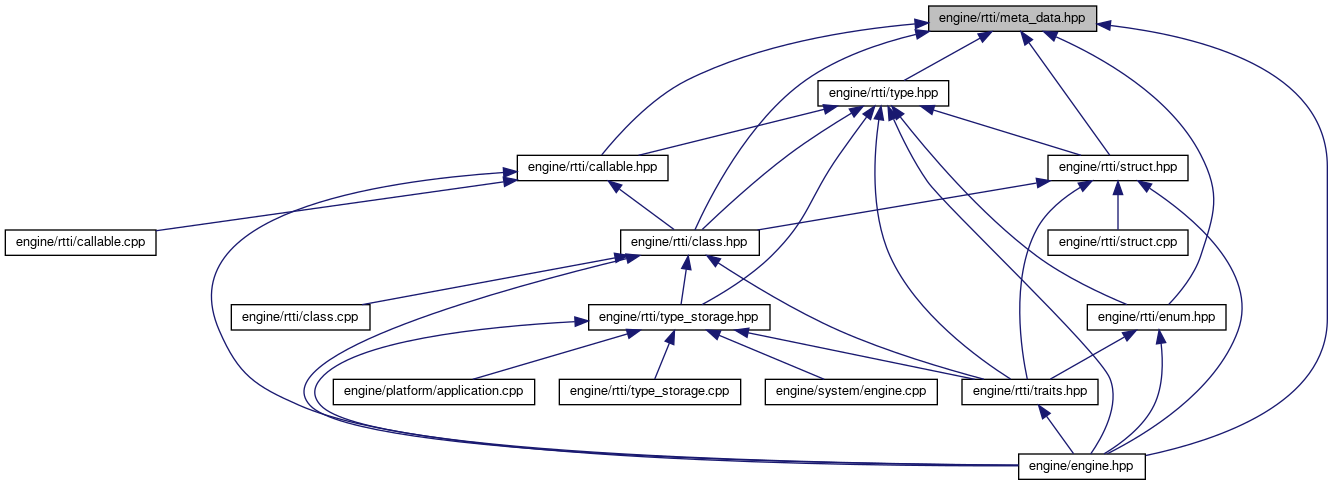 engine/rtti/meta_data.hpp
engine/rtti/type.hpp
engine/rtti/callable.hpp
engine/rtti/struct.hpp
engine/rtti/callable.cpp
engine/rtti/class.hpp
engine/rtti/struct.cpp
engine/rtti/class.cpp
engine/rtti/type_storage.hpp
engine/rtti/enum.hpp
engine/platform/application.cpp
engine/rtti/type_storage.cpp
engine/system/engine.cpp
engine/rtti/traits.hpp
engine/engine.hpp